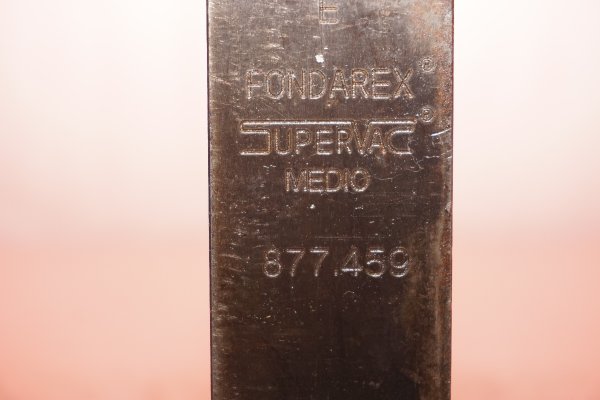 E
FONDAREX®
SUPERVAC®
MEDIO
877.459